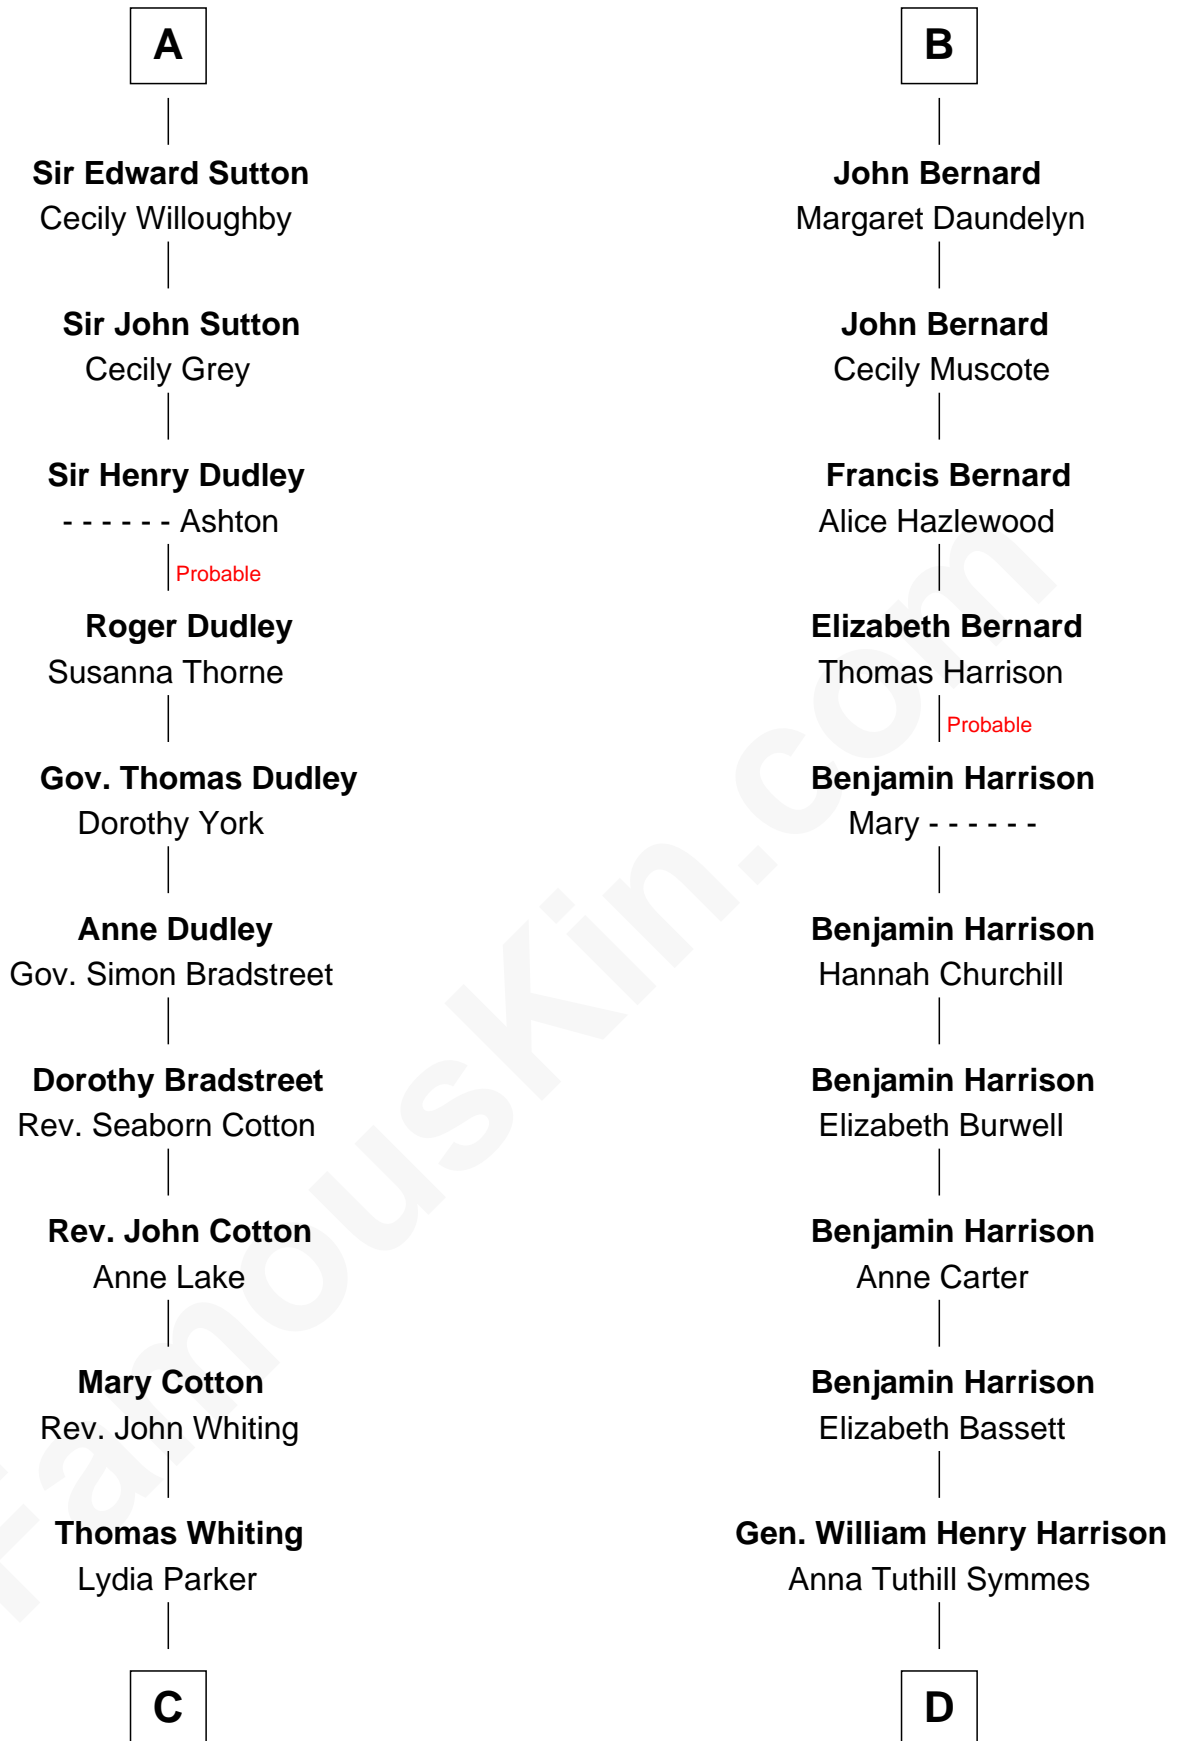 A
Sir Edward Sutton
Cecily Willoughby
Sir John Sutton
Cecily Grey
Sir Henry Dudley
- - - - - - Ashton
Probable
Roger Dudley
Susanna Thorne
Gov. Thomas Dudley
Dorothy York
Anne Dudley
Gov. Simon Bradstreet
Dorothy Bradstreet
Rev. Seaborn Cotton
Rev. John Cotton
Anne Lake
Mary Cotton
Rev. John Whiting
Thomas Whiting
Lydia Parker
C
B
John Bernard
Margaret Daundelyn
John Bernard
Cecily Muscote
Francis Bernard
Alice Hazlewood
Elizabeth Bernard
Thomas Harrison
Probable
Benjamin Harrison
Mary - - - - - -
Benjamin Harrison
Hannah Churchill
Benjamin Harrison
Elizabeth Burwell
Benjamin Harrison
Anne Carter
Benjamin Harrison
Elizabeth Bassett
Gen. William Henry Harrison
Anna Tuthill Symmes
D
FamousKin.com